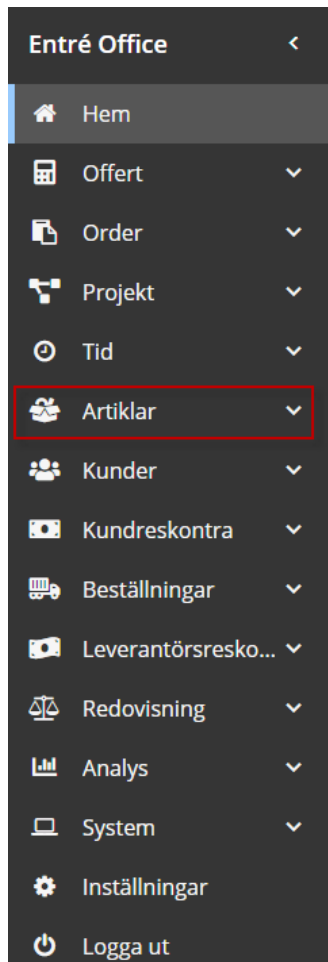 Entré Office
Hem
Offert
Order
Projekt
Tid
Artiklar
Kunder
Kundreskontra
Beställningar
Leverantörsresko...
Redovisning
Analys
System
Inställningar
Logga ut